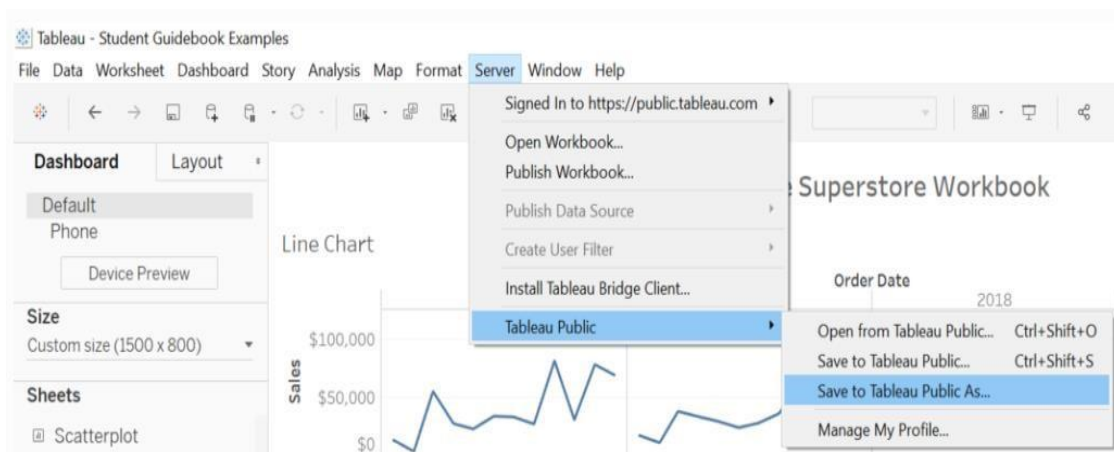 Tableau - Student Guidebook Examples
File Data Worksheet Dashboard Story Analysis Map Format Server Window Help
Signed In to https://public.tableau.com
Open Workbook...
Publish Workbook...
Publish Data Source
Create User Filter
Install Tableau Bridge Client...
Tableau Public
Open from Tableau Public... Ctrl+Shift+O
Save to Tableau Public... Ctrl+Shift+S
Save to Tableau Public As...
Manage My Profile...
Dashboard Layout
Default
Phone
Device Preview
Size
Custom size (1500 x 800)
Sheets
Scatterplot
Superstore Workbook
Line Chart
Order Date
2018
Sales
$100,000
$50,000
$0